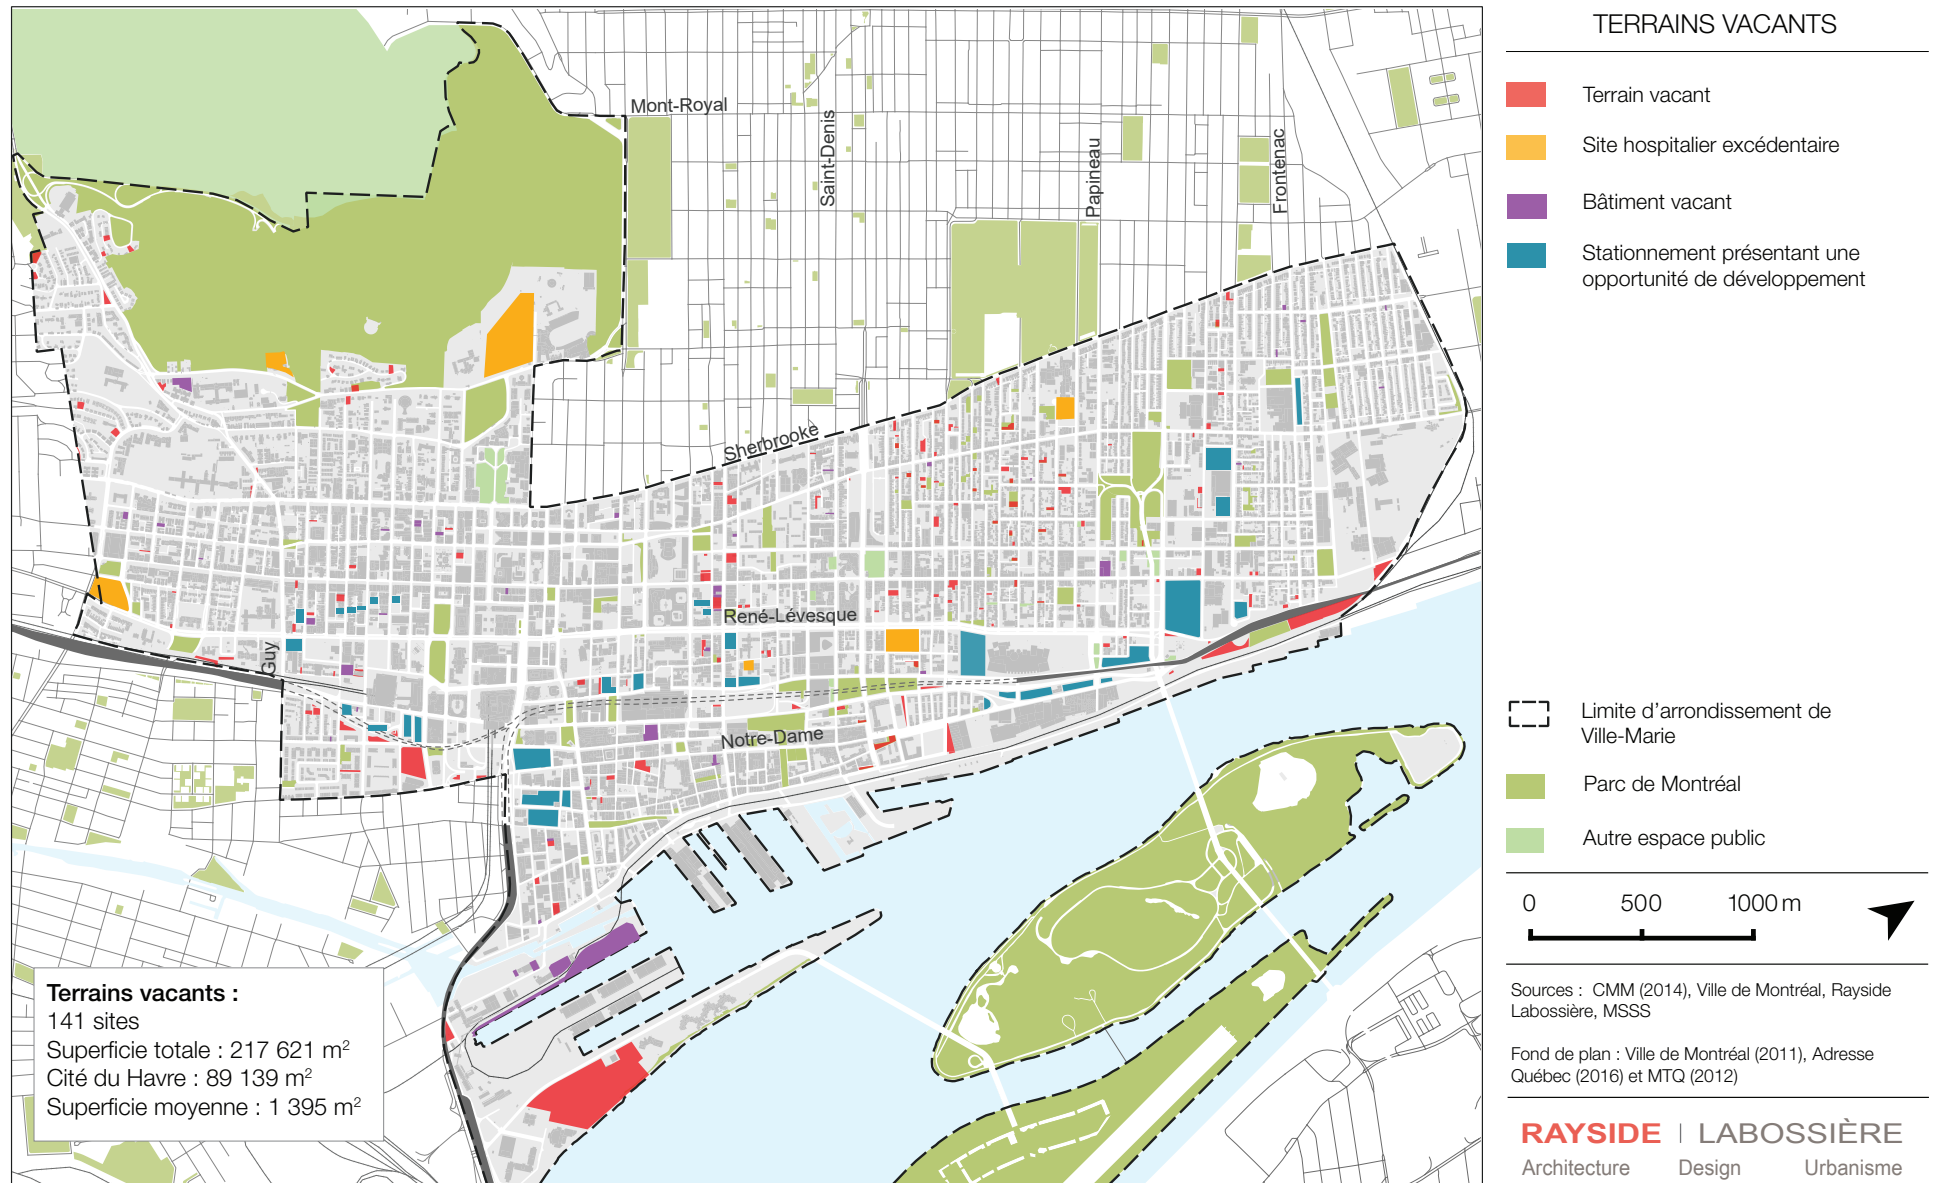 TERRAINS VACANTS
Terrain vacant
Site hospitalier excédentaire
Bâtiment vacant
Stationnement présentant une
opportunité de développement
Limite d'arrondissement de
Ville-Marie
Parc de Montréal
Autre espace public
0 500 1000 m
Sources : CMM (2014), Ville de Montréal, Rayside
Labossière, MSSS
Fond de plan : Ville de Montréal (2011), Adresse
Québec (2016) et MTQ (2012)
RAYSIDE | LABOSSIÈRE
Architecture Design Urbanisme
Mont-Royal
Saint-Denis
Papineau
Frontenac
Sherbrooke
René-Lévesque
Guy
Notre-Dame
Terrains vacants :
141 sites
Superficie totale : 217 621 m²
Cité du Havre : 89 139 m²
Superficie moyenne : 1 395 m²